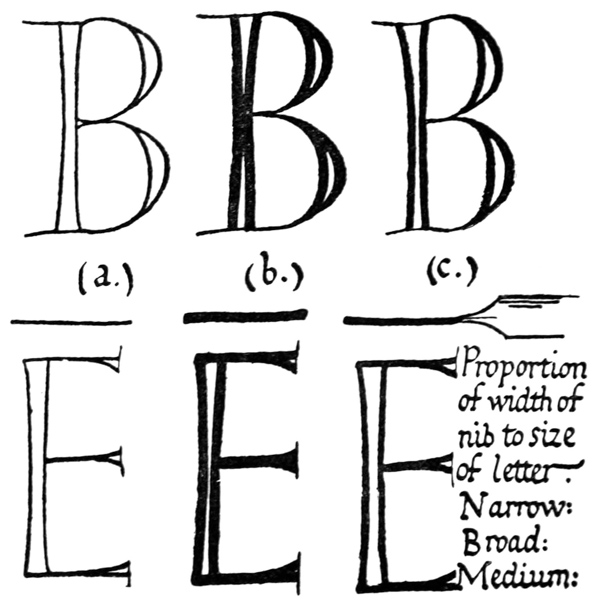 B B B
(a.) (b.) (c.)
E E E
Proportion
of width of
nib to size
of letter.
Narrow:
Broad:
Medium: